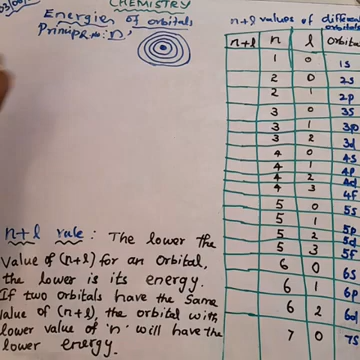 CHEMISTRY
Energies of orbitals
n+l values of different orbitals
n+l n l Orbital
1 0 1s
2 0 2s
2 1 2p
3 0 3s
3 1 3p
3 2 3d
4 0 4s
4 1 4p
4 2 4d
4 3 4f
5 0 5s
5 1 5p
5 2 5d
5 3 5f
6 0 6s
6 1 6p
6 2 6d
7 0 7s
n+l rule: The lower the
value of (n+l) for an orbital,
the lower is its energy.
If two orbitals have the same
value of (n+l), the orbital with
lower value of 'n' will have the
lower energy.